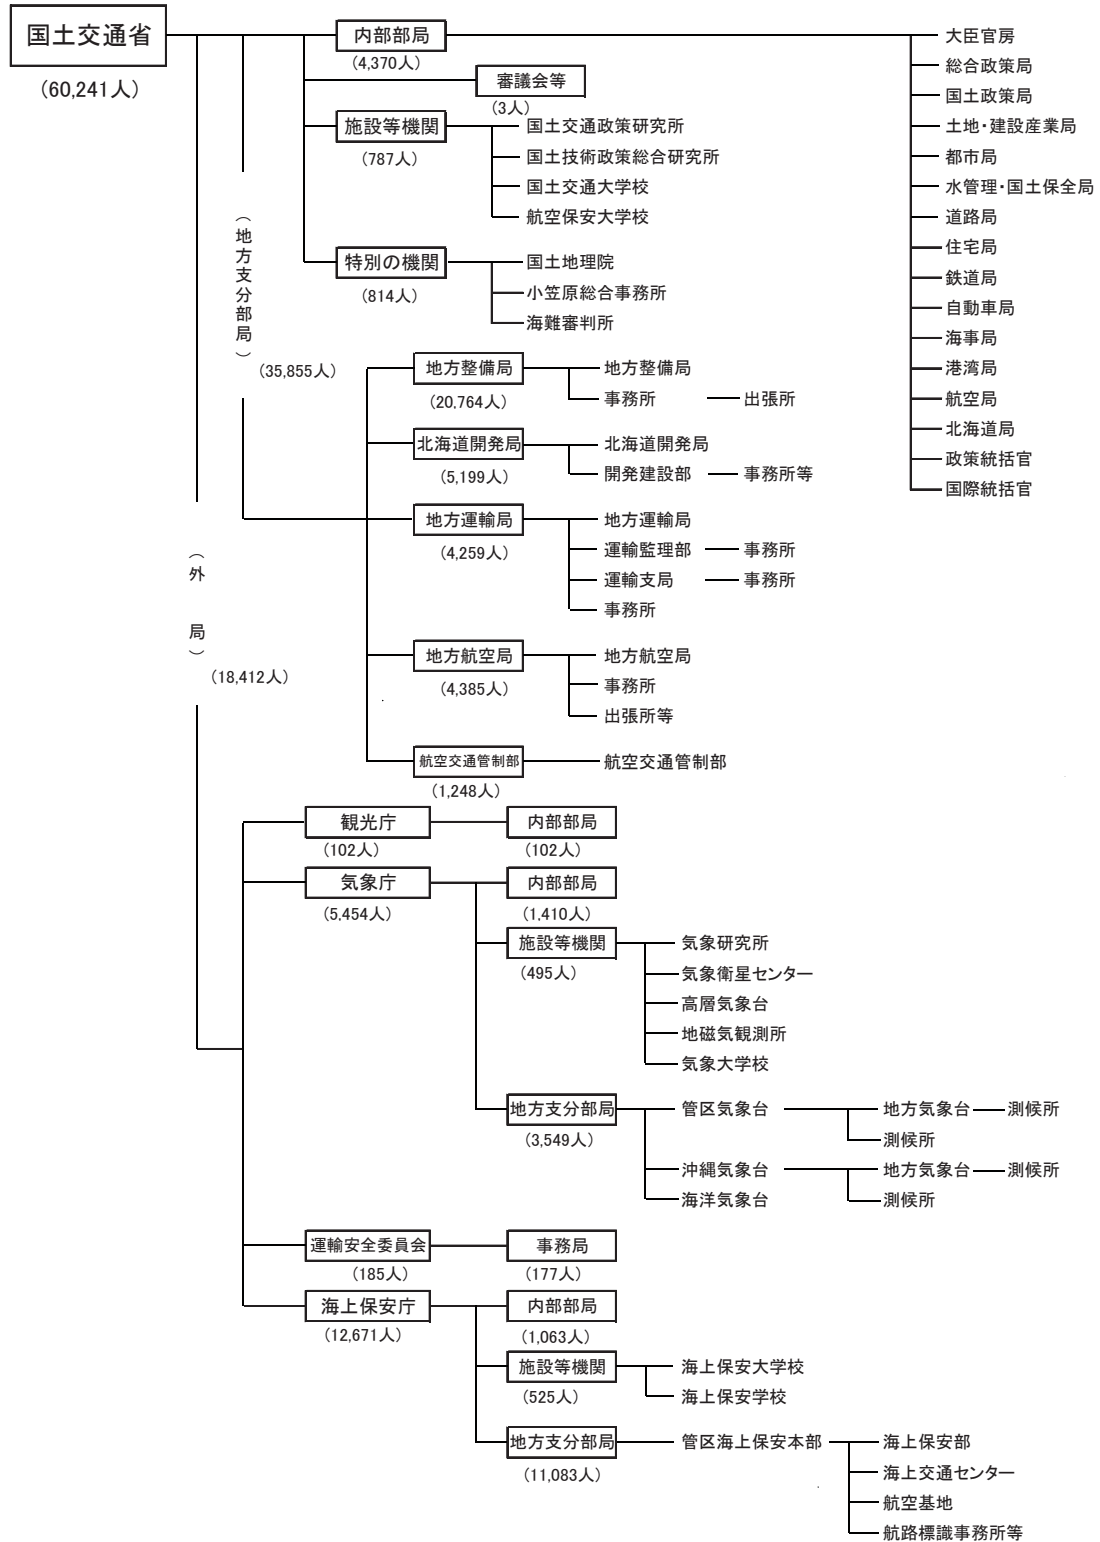 国土交通省
（60,241人）
内部部局
（4,370人）
大臣官房
総合政策局
国土政策局
土地・建設産業局
都市局
水管理・国土保全局
道路局
住宅局
鉄道局
自動車局
海事局
港湾局
航空局
北海道局
政策統括官
国際統括官
審議会等
（3人）
施設等機関
（787人）
国土交通政策研究所
国土技術政策総合研究所
国土交通大学校
航空保安大学校
特別の機関
（814人）
国土地理院
小笠原総合事務所
海難審判所
（地方支分部局）
（35,855人）
地方整備局
（20,764人）
地方整備局
事務所
出張所
北海道開発局
（5,199人）
北海道開発局
開発建設部
事務所等
地方運輸局
（4,259人）
地方運輸局
運輸監理部
事務所
運輸支局
事務所
事務所
地方航空局
（4,385人）
地方航空局
事務所
出張所等
航空交通管制部
（1,248人）
航空交通管制部
（外局）
（18,412人）
観光庁
（102人）
内部部局
（102人）
気象庁
（5,454人）
内部部局
（1,410人）
施設等機関
（495人）
気象研究所
気象衛星センター
高層気象台
地磁気観測所
気象大学校
地方支分部局
（3,549人）
管区気象台
地方気象台
測候所
測候所
沖縄気象台
地方気象台
測候所
測候所
海洋気象台
運輸安全委員会
（185人）
事務局
（177人）
海上保安庁
（12,671人）
内部部局
（1,063人）
施設等機関
（525人）
海上保安大学校
海上保安学校
地方支分部局
（11,083人）
管区海上保安本部
海上保安部
海上交通センター
航空基地
航路標識事務所等